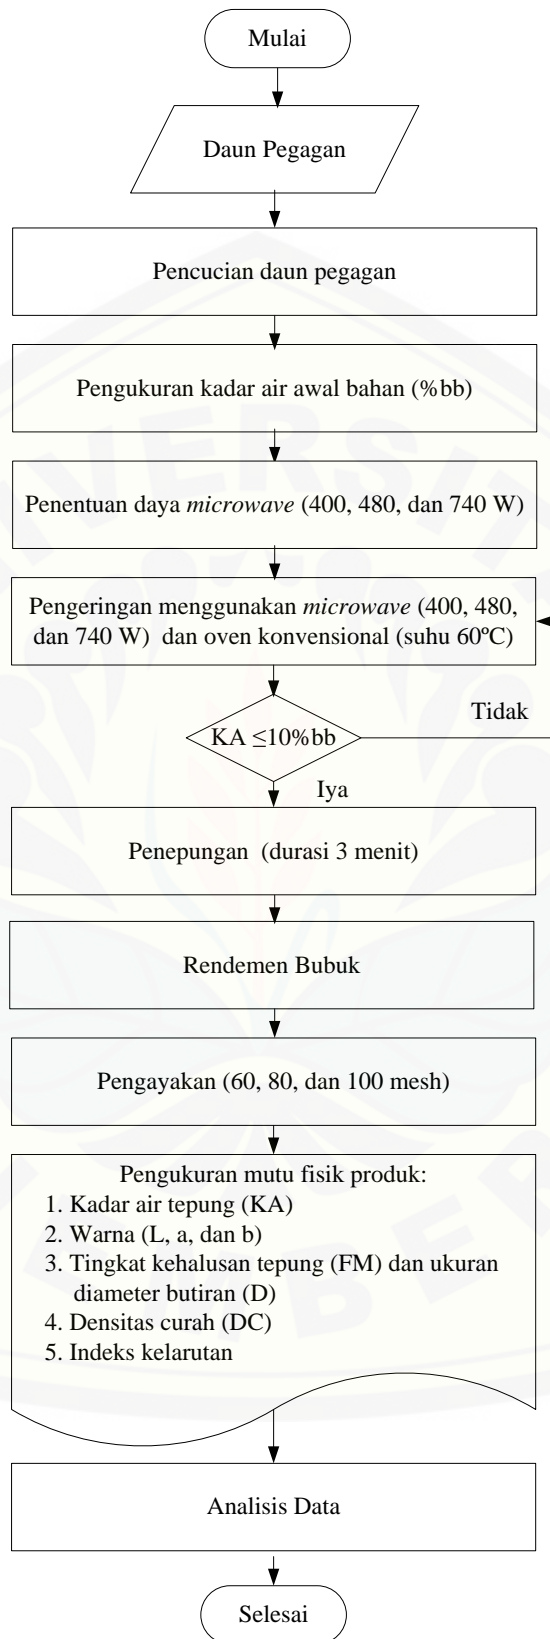 Mulai
Daun Pegagan
Pencucian daun pegagan
Pengukuran kadar air awal bahan (%bb)
Penentuan daya microwave (400, 480, dan 740 W)
Pengeringan menggunakan microwave (400, 480,
dan 740 W) dan oven konvensional (suhu 60ºC)
Tidak
KA ≤10%bb
Iya
Penepungan (durasi 3 menit)
Rendemen Bubuk
Pengayakan (60, 80, dan 100 mesh)
Pengukuran mutu fisik produk:
1. Kadar air tepung (KA)
2. Warna (L, a, dan b)
3. Tingkat kehalusan tepung (FM) dan ukuran
diameter butiran (D)
4. Densitas curah (DC)
5. Indeks kelarutan
Analisis Data
Selesai